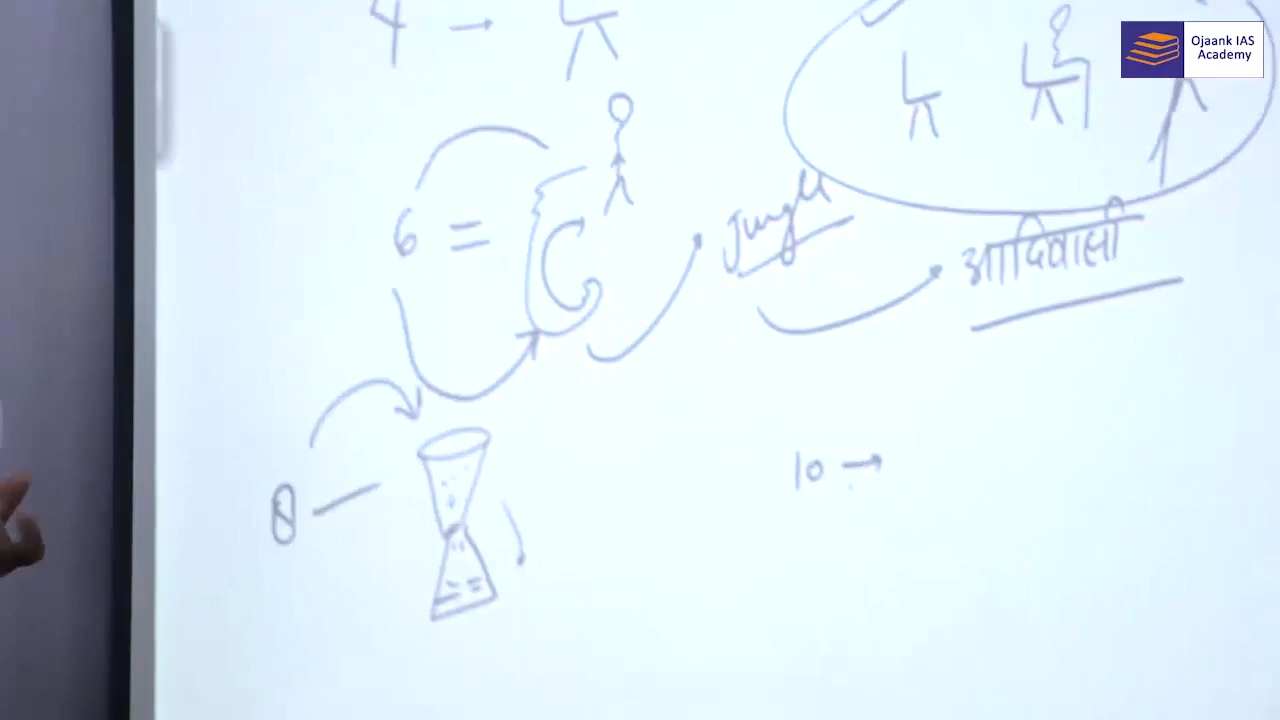 Ojaank IAS
Academy
4 →
6 =
Jungle →
आदिवासी
8 —
10 →